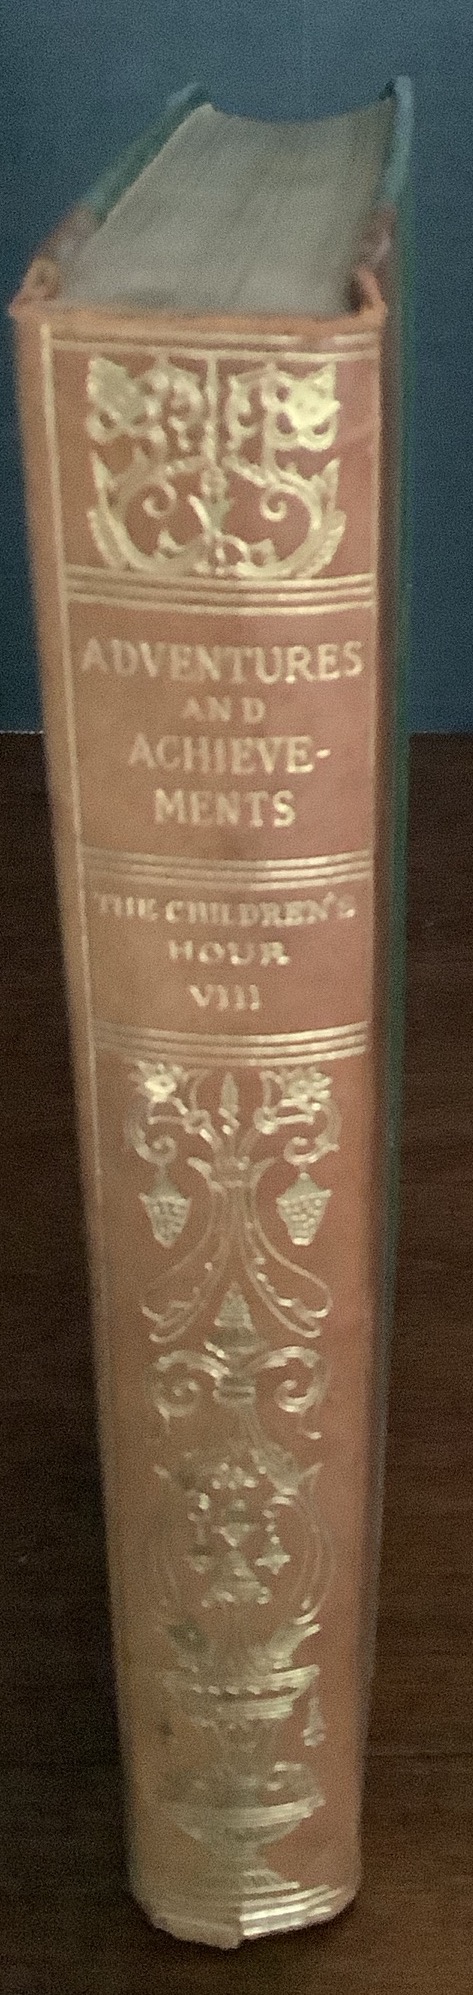 ADVENTURES
AND
ACHIEVE-
MENTS
THE CHILDREN'S
HOUR
VIII